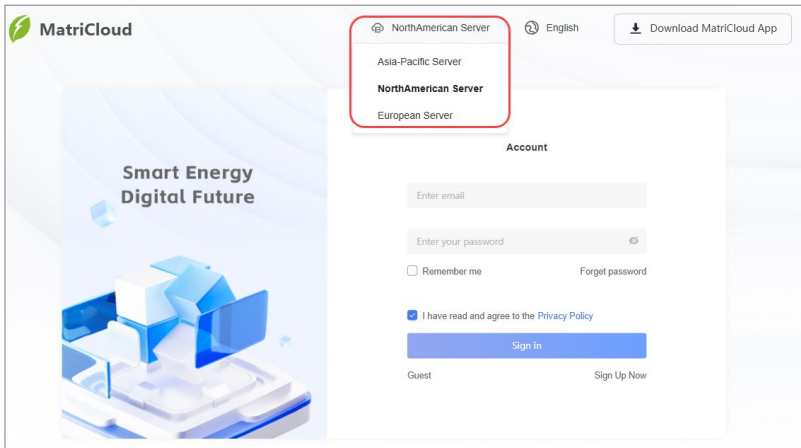 MatriCloud
NorthAmerican Server
English
Download MatriCloud App
Asia-Pacific Server
NorthAmerican Server
European Server
Smart Energy
Digital Future
Account
Enter email
Enter your password
Remember me
Forget password
I have read and agree to the Privacy Policy
Sign in
Guest
Sign Up Now